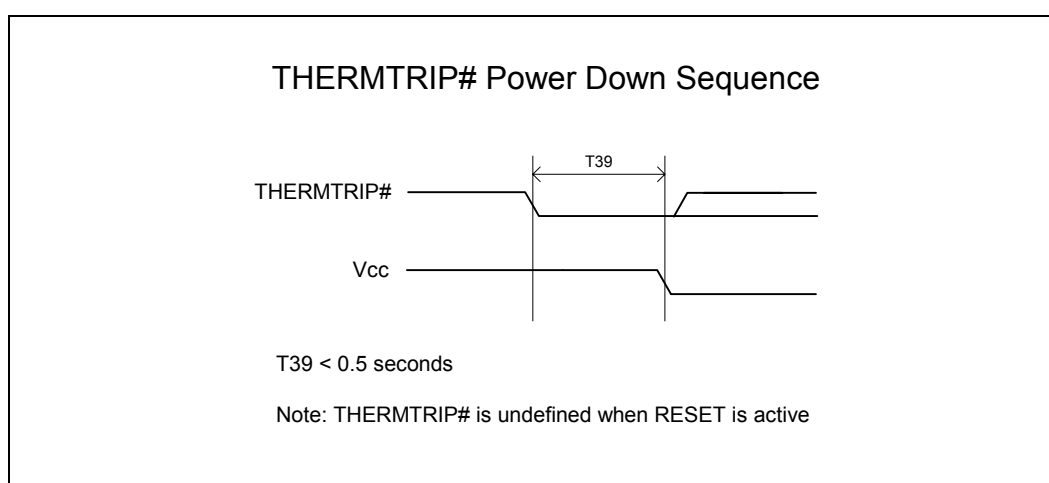 THERMTRIP# Power Down Sequence
T39
THERMTRIP#
Vcc
T39 < 0.5 seconds
Note: THERMTRIP# is undefined when RESET is active